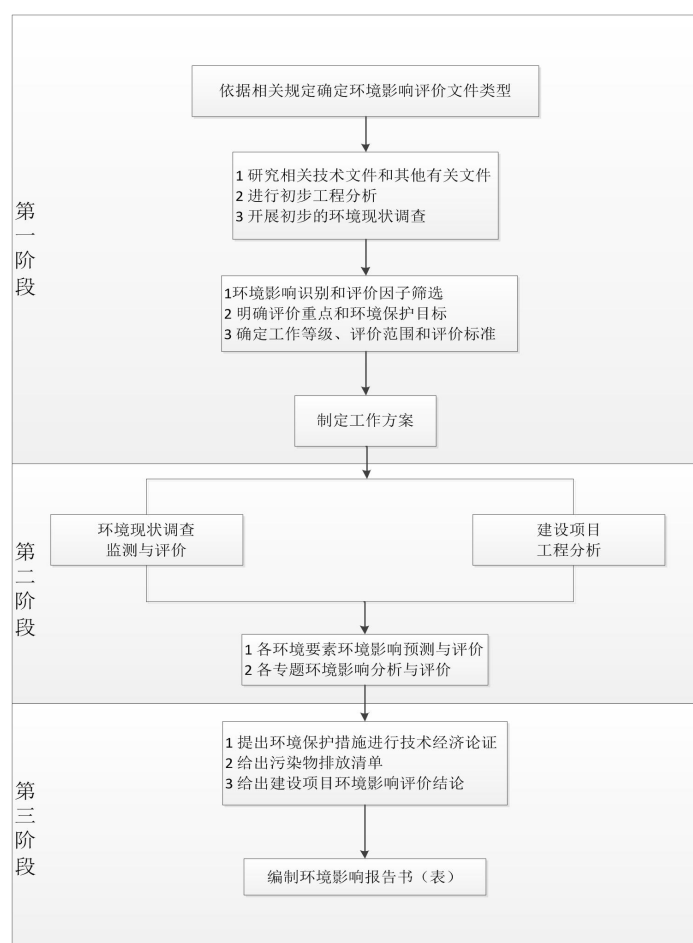 第一阶段
依据相关规定确定环境影响评价文件类型
1 研究相关技术文件和其他有关文件
2 进行初步工程分析
3 开展初步的环境现状调查
1环境影响识别和评价因子筛选
2 明确评价重点和环境保护目标
3 确定工作等级、评价范围和评价标准
制定工作方案
第二阶段
环境现状调查
监测与评价
建设项目
工程分析
1 各环境要素环境影响预测与评价
2 各专题环境影响分析与评价
第三阶段
1 提出环境保护措施进行技术经济论证
2 给出污染物排放清单
3 给出建设项目环境影响评价结论
编制环境影响报告书（表）